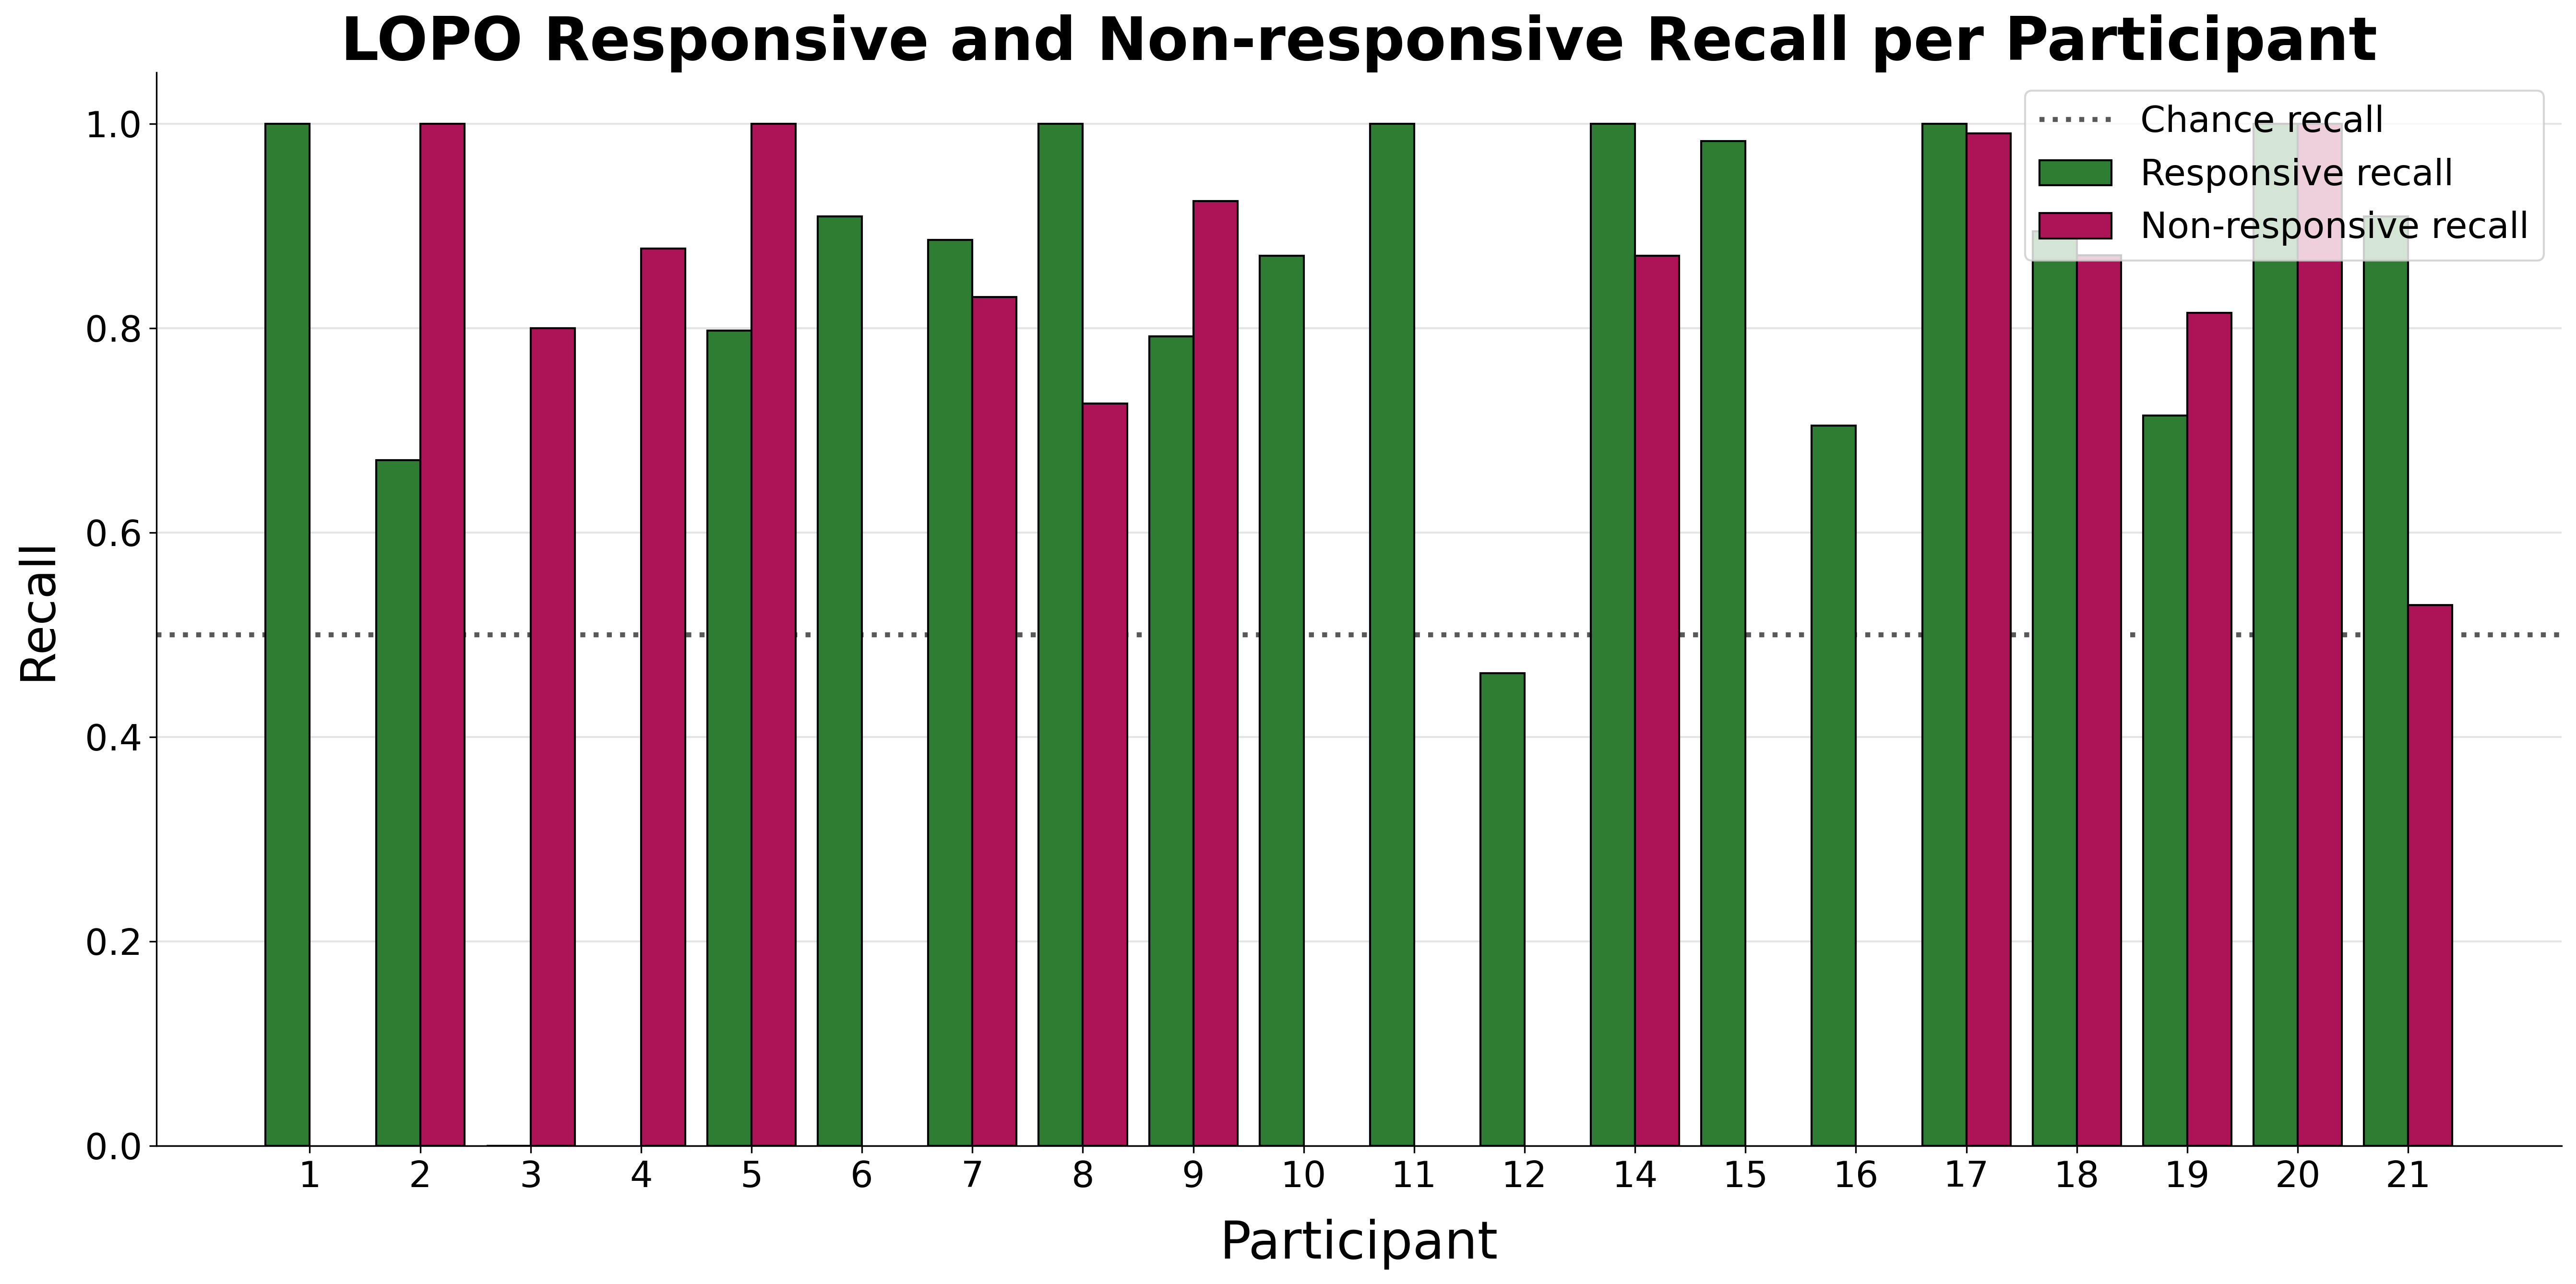 LOPO Responsive and Non-responsive Recall per Participant
Chance recall
Responsive recall
Non-responsive recall
1.0
0.8
0.6
0.4
0.2
0.0
Recall
1 2 3 4 5 6 7 8 9 10 11 12 14 15 16 17 18 19 20 21
Participant